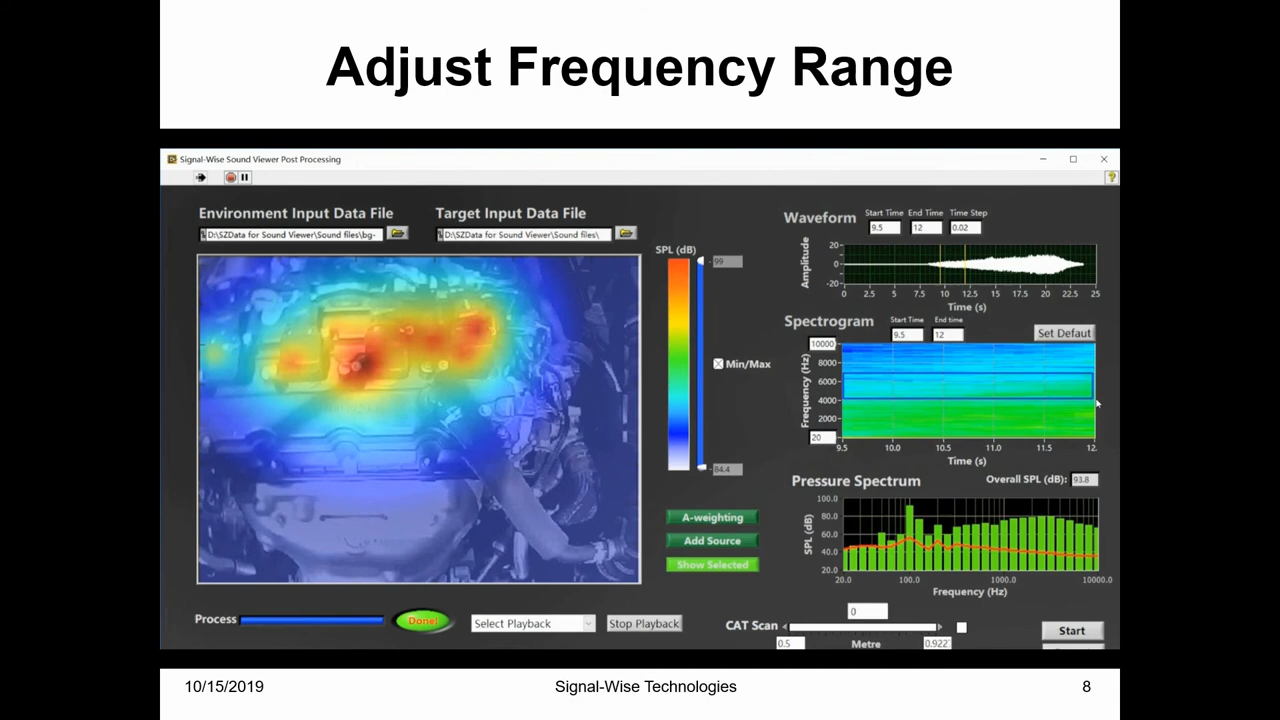 Adjust Frequency Range
Signal-Wise Sound Viewer Post Processing
Environment Input Data File
D:\SZData for Sound Viewer\Sound files\bg-
Target Input Data File
D:\SZData for Sound Viewer\Sound files\
SPL (dB)
99
Min/Max
84.4
A-weighting
Add Source
Show Selected
Process
Done!
Select Playback
Stop Playback
Waveform
Start Time End Time Time Step
9.5 12 0.02
Amplitude
20
0
-20
0 2.5 5 7.5 10 12.5 15 17.5 20 22.5 25
Time (s)
Spectrogram
Start Time End time
9.5 12
Set Defaut
Frequency (Hz)
10000
8000
6000
4000
2000
20
9.5 10.0 10.5 11.0 11.5 12.
Time (s)
Pressure Spectrum
Overall SPL (dB): 93.8
SPL (dB)
100.0
80.0
60.0
40.0
20.0
20.0 100.0 1000.0 10000.0
Frequency (Hz)
0
CAT Scan
0.5 Metre 0.922
Start
10/15/2019 Signal-Wise Technologies 8